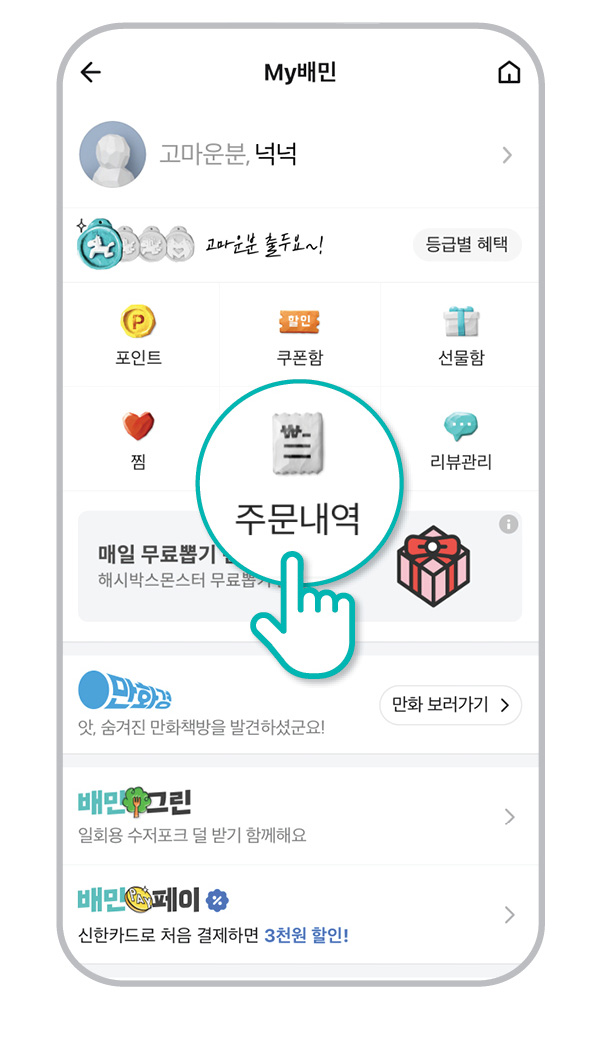 My배민
고마운분, 넉넉
고마운분 출두요~!
등급별 혜택
P
할인
포인트
쿠폰함
선물함
₩
찜
주문내역
리뷰관리
매일 무료뽑기
해시박스몬스터 무료뽑기
만화경
앗, 숨겨진 만화책방을 발견하셨군요!
만화 보러가기
배민그린
일회용 수저포크 덜 받기 함께해요
배민PAY페이 %
신한카드로 처음 결제하면 3천원 할인!